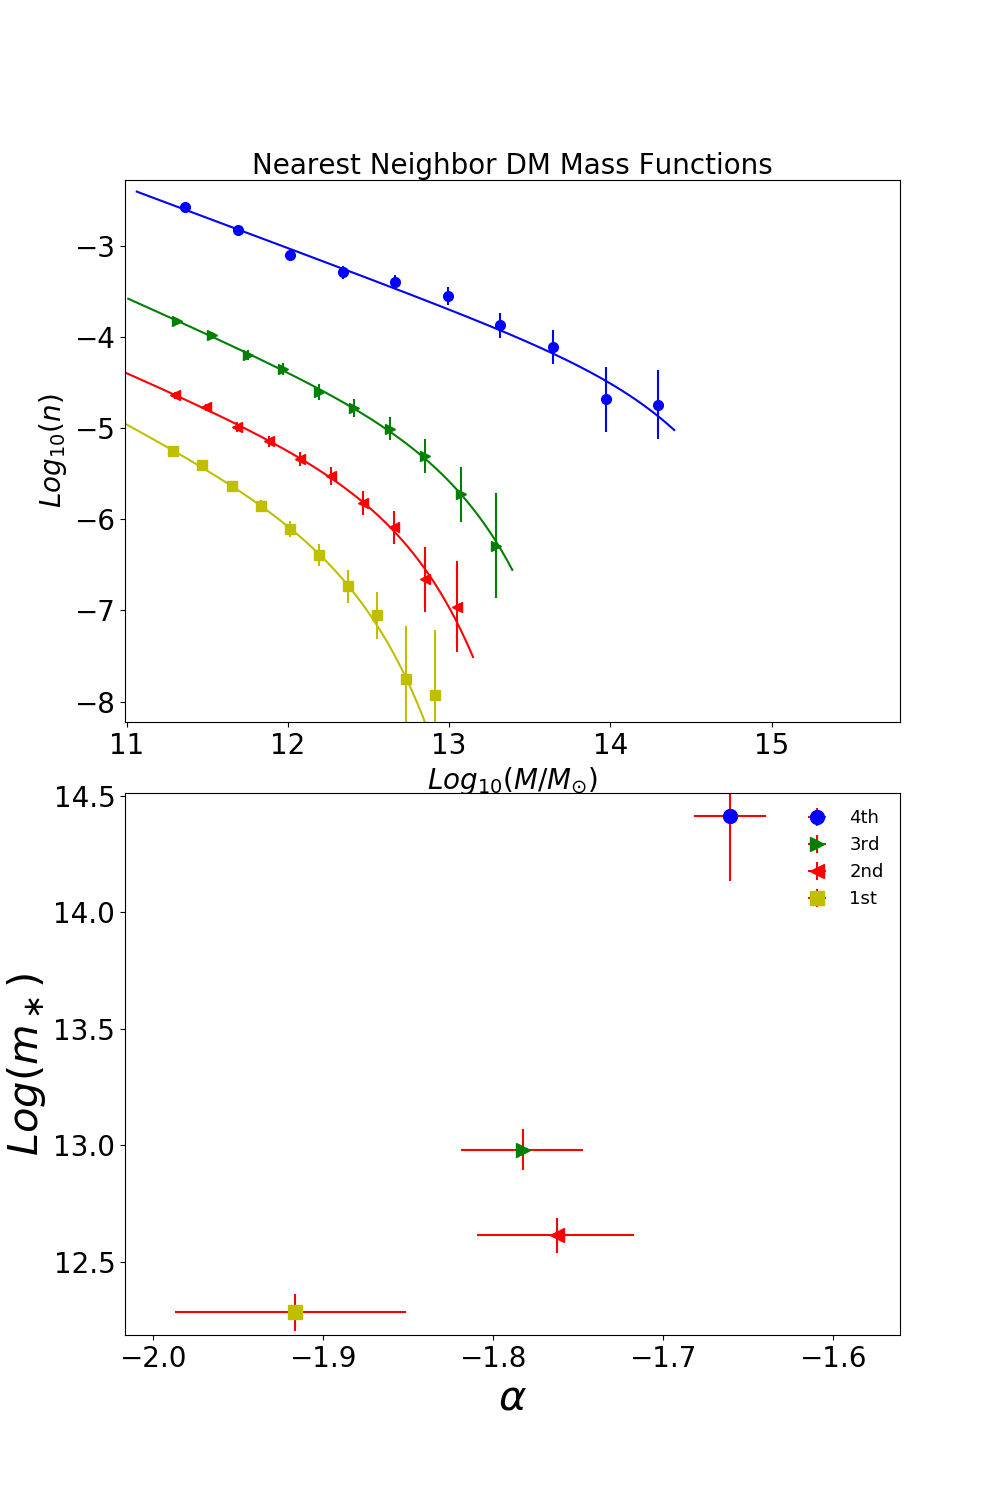 Nearest Neighbor DM Mass Functions
−3
−4
−5
−6
−7
−8
Log₁₀(n)
11 12 13 14 15
Log₁₀(M/M☉)
14.5
14.0
13.5
13.0
12.5
Log(m∗)
4th
3rd
2nd
1st
−2.0 −1.9 −1.8 −1.7 −1.6
α